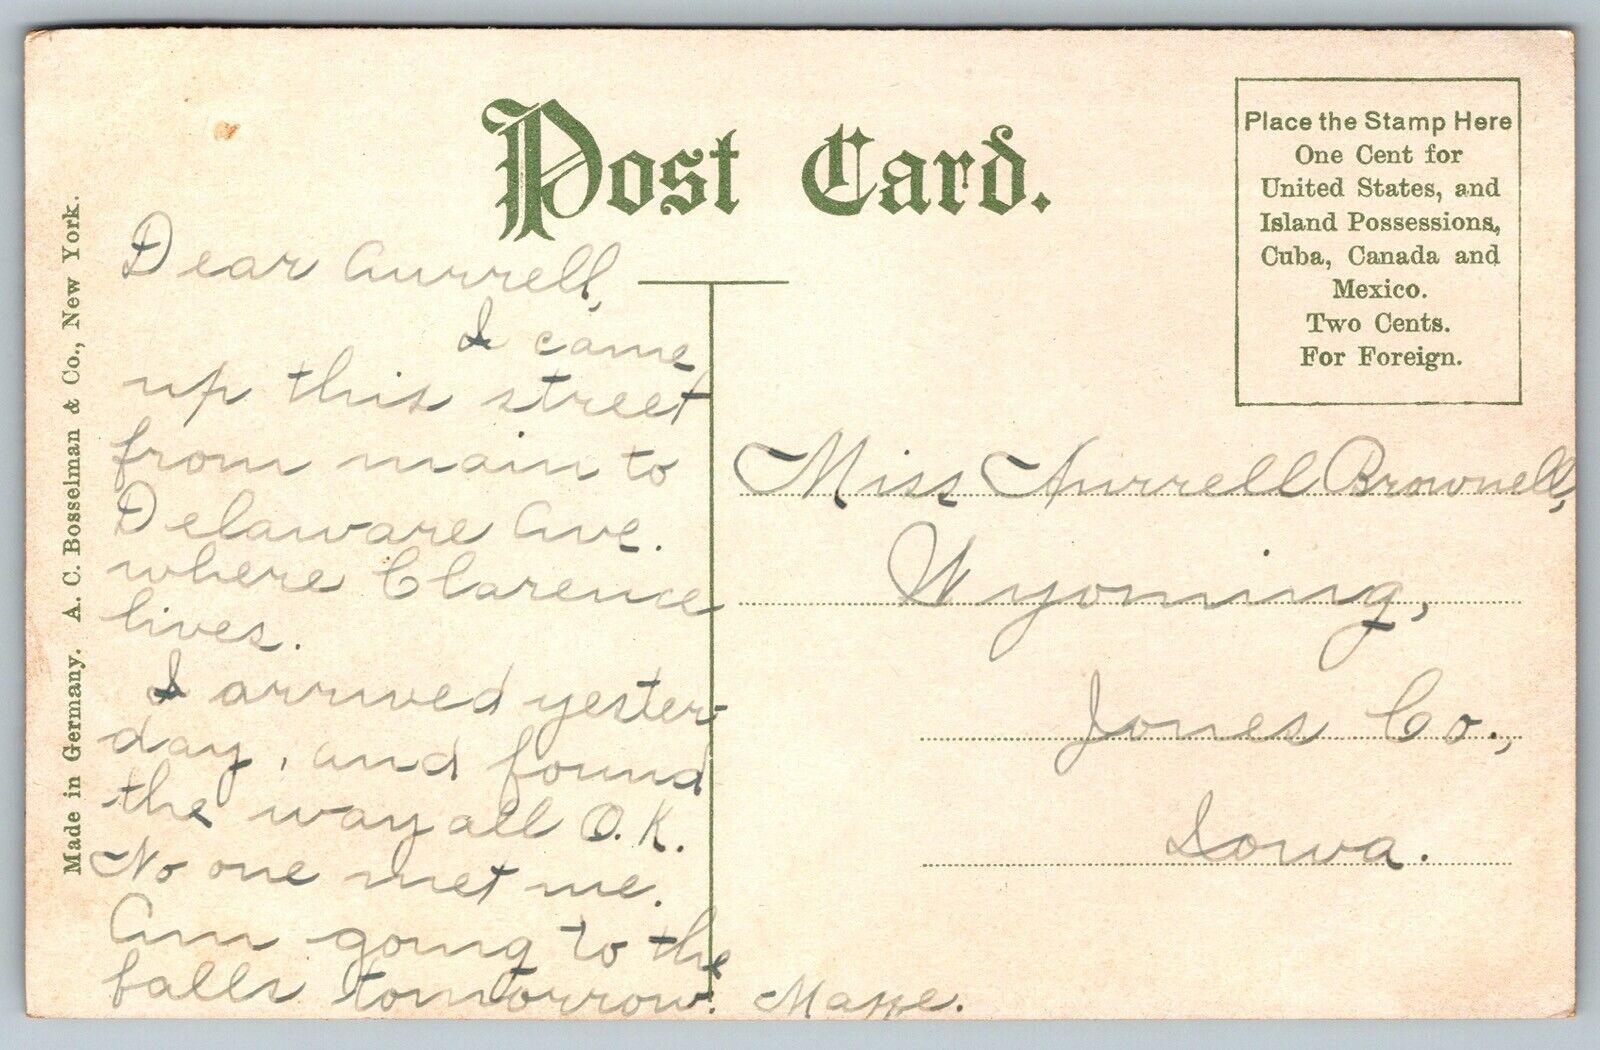 Post Card.
Place the Stamp Here
One Cent for
United States, and
Island Possessions,
Cuba, Canada and
Mexico.
Two Cents.
For Foreign.
Made in Germany. A. C. Bosselman & Co., New York.
Dear Aurrell,
I came
up this street
from main to
Delaware Ave.
where Clarence
lives.
I arrived yester-
day, and found
the way all O.K.
No one met me.
Am going to the
falls tomorrow.
Miss Aurrell Brownell,
Wyoming,
Jones Co.,
Iowa.